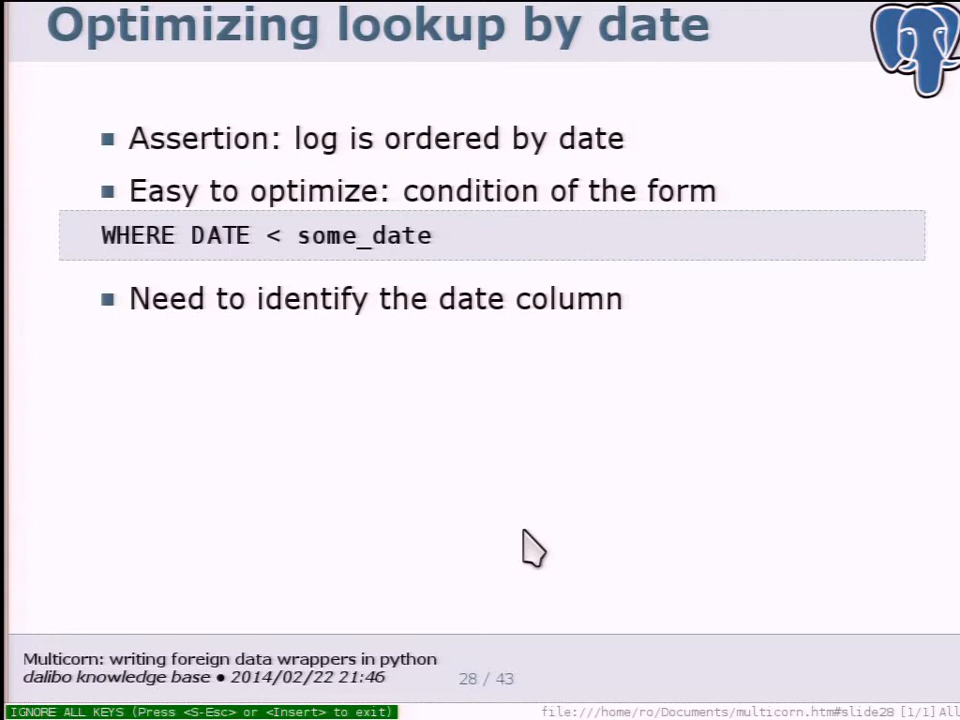 Optimizing lookup by date
Assertion: log is ordered by date
Easy to optimize: condition of the form
WHERE DATE < some_date
Need to identify the date column
Multicorn: writing foreign data wrappers in python
dalibo knowledge base • 2014/02/22 21:46
28 / 43
IGNORE ALL KEYS (Press <S-Esc> or <Insert> to exit)
file:///home/ro/Documents/multicorn.htm#slide28 [1/1] All